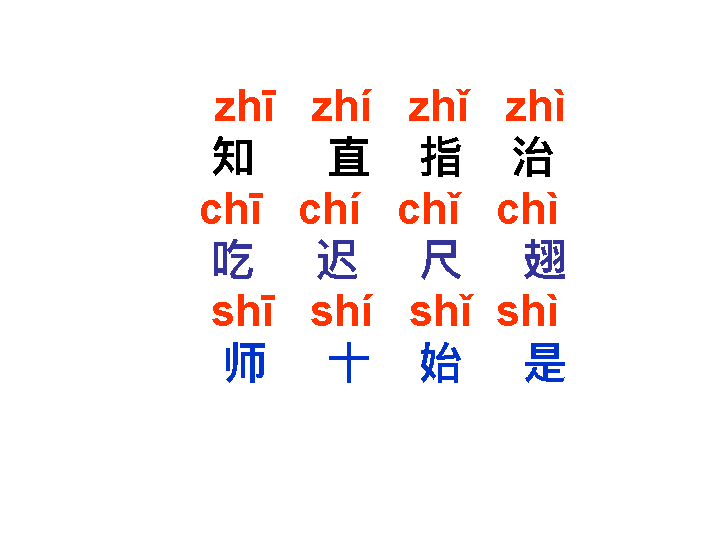 zhī zhí zhǐ zhì
知 直 指 治
chī chí chǐ chì
吃 迟 尺 翅
shī shí shǐ shì
师 十 始 是